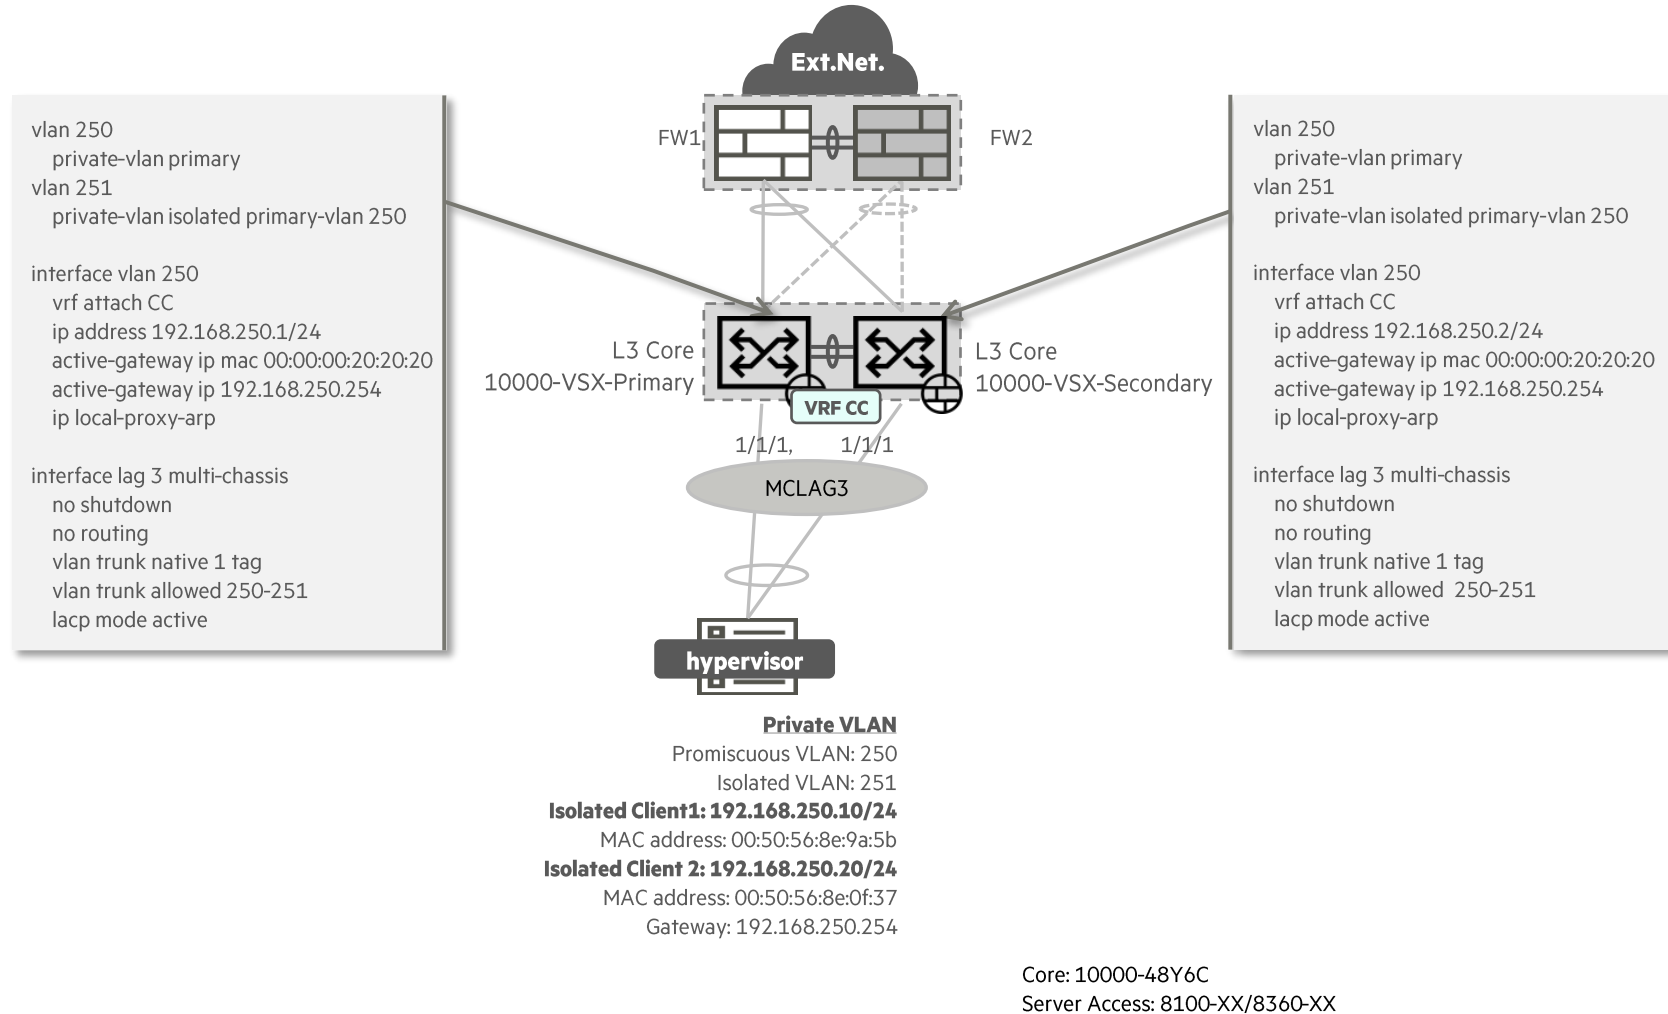 Ext.Net.
FW1
FW2
vlan 250
private-vlan primary
vlan 251
private-vlan isolated primary-vlan 250
interface vlan 250
vrf attach CC
ip address 192.168.250.1/24
active-gateway ip mac 00:00:00:20:20:20
active-gateway ip 192.168.250.254
ip local-proxy-arp
interface lag 3 multi-chassis
no shutdown
no routing
vlan trunk native 1 tag
vlan trunk allowed 250-251
lacp mode active
vlan 250
private-vlan primary
vlan 251
private-vlan isolated primary-vlan 250
interface vlan 250
vrf attach CC
ip address 192.168.250.2/24
active-gateway ip mac 00:00:00:20:20:20
active-gateway ip 192.168.250.254
ip local-proxy-arp
interface lag 3 multi-chassis
no shutdown
no routing
vlan trunk native 1 tag
vlan trunk allowed  250-251
lacp mode active
L3 Core
10000-VSX-Primary
L3 Core
10000-VSX-Secondary
VRF CC
1/1/1,
1/1/1
MCLAG3
hypervisor
Private VLAN
Promiscuous VLAN: 250
Isolated VLAN: 251
Isolated Client1: 192.168.250.10/24
MAC address: 00:50:56:8e:9a:5b
Isolated Client 2: 192.168.250.20/24
MAC address: 00:50:56:8e:0f:37
Gateway: 192.168.250.254
Core: 10000-48Y6C
Server Access: 8100-XX/8360-XX